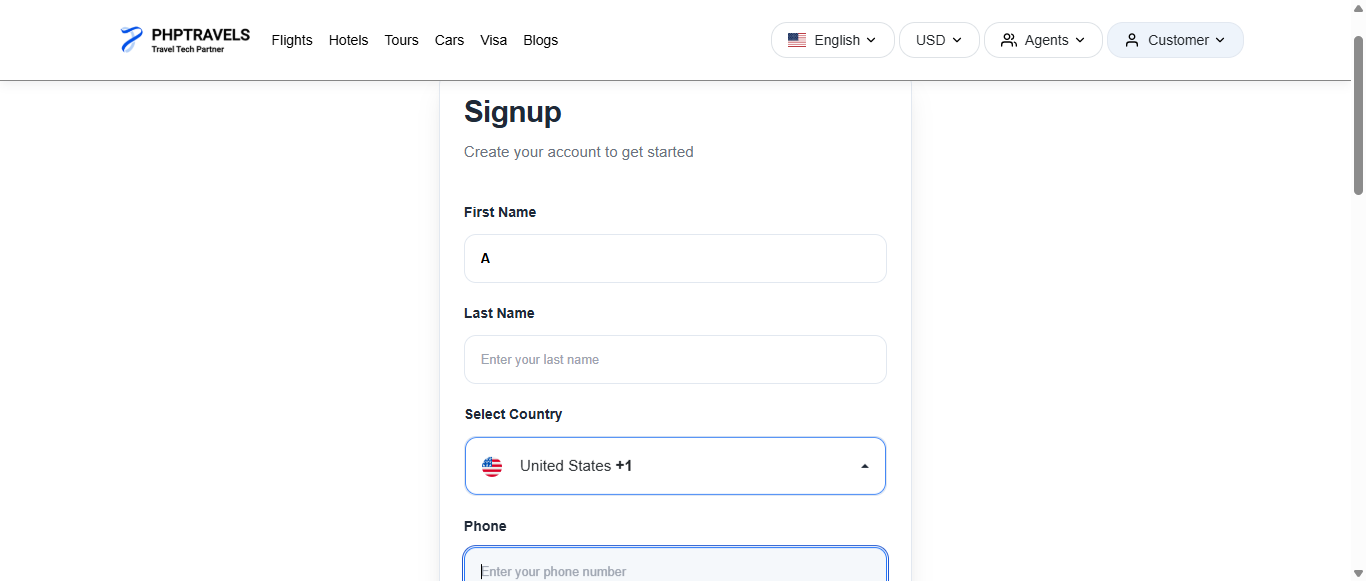 PHPTRAVELS
Travel Tech Partner
Flights Hotels Tours Cars Visa Blogs
English USD Agents Customer
Signup
Create your account to get started
First Name
A
Last Name
Enter your last name
Select Country
United States +1
Phone
Enter your phone number